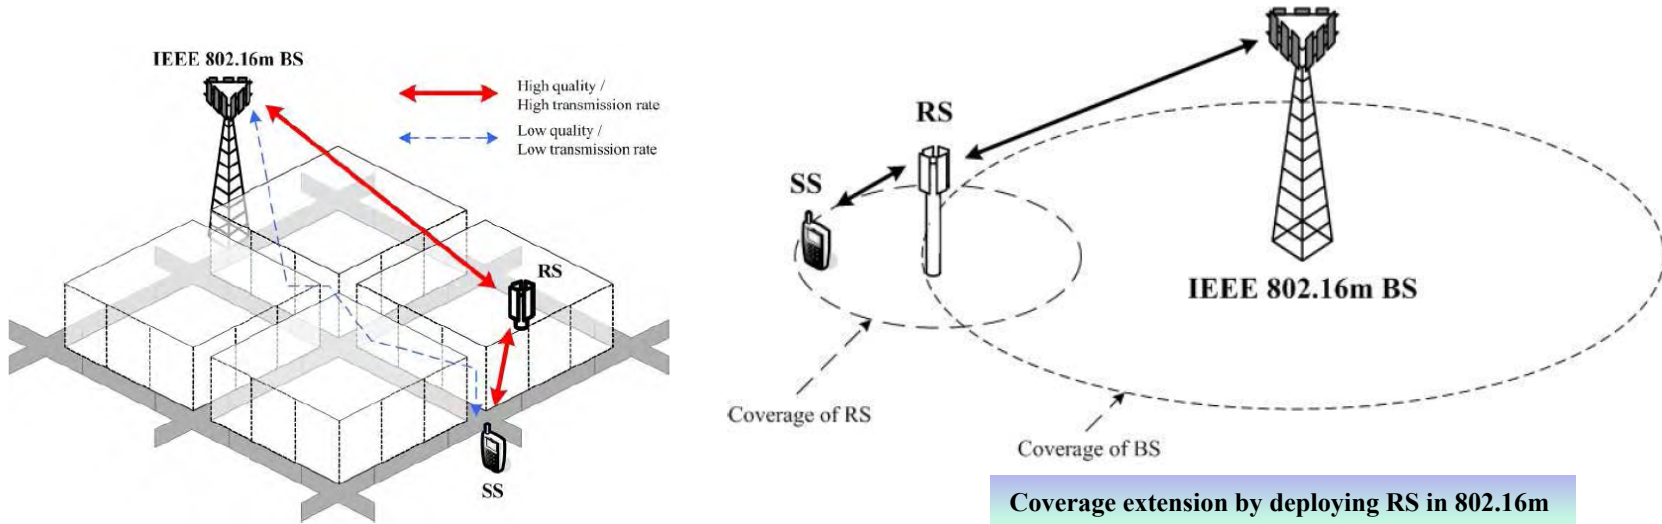 IEEE 802.16m BS
High quality /
High transmission rate
Low quality /
Low transmission rate
RS
SS
RS
SS
IEEE 802.16m BS
Coverage of RS
Coverage of BS
Coverage extension by deploying RS in 802.16m